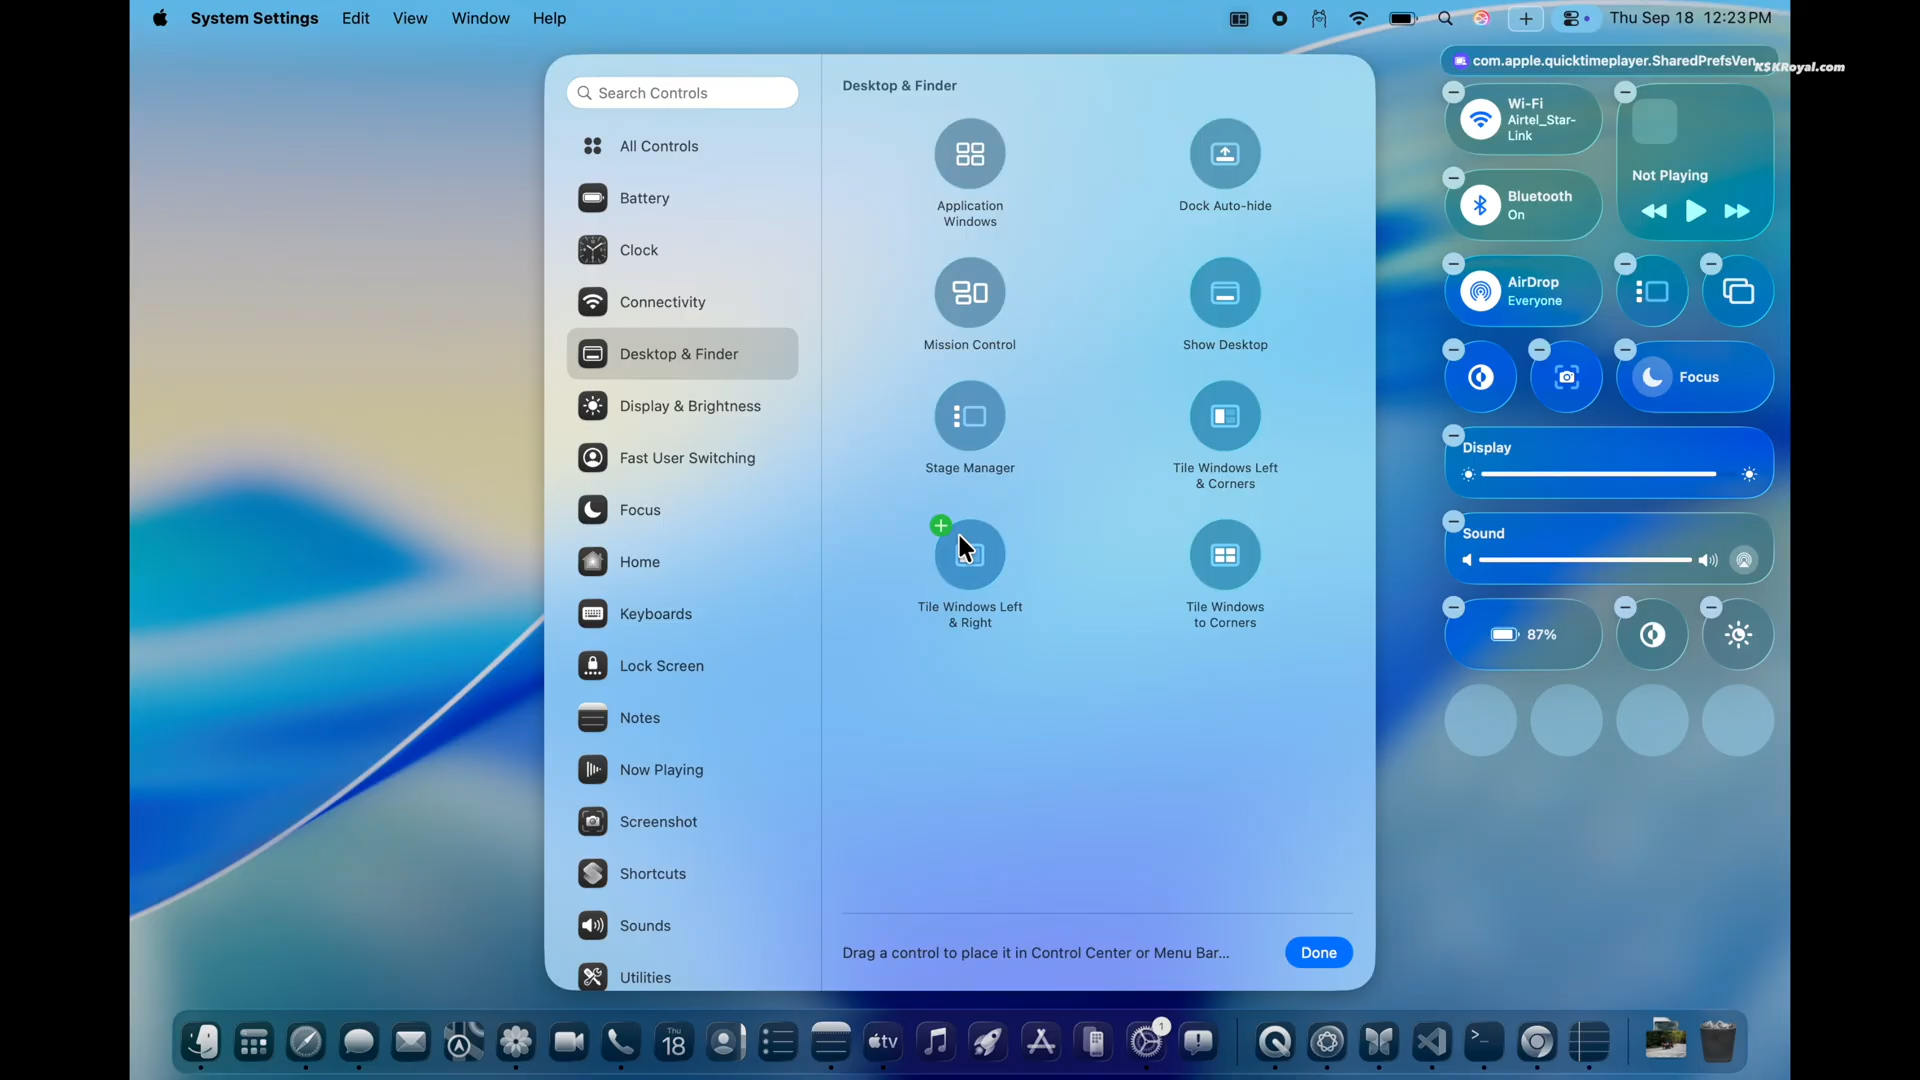 System Settings Edit View Window Help
Thu Sep 18 12:23 PM
com.apple.quicktimeplayer.SharedPrefsVen...
KSKRoyal.com
Search Controls
All Controls
Battery
Clock
Connectivity
Desktop & Finder
Display & Brightness
Fast User Switching
Focus
Home
Keyboards
Lock Screen
Notes
Now Playing
Screenshot
Shortcuts
Sounds
Utilities
Desktop & Finder
Application
Windows
Dock Auto-hide
Mission Control
Show Desktop
Stage Manager
Tile Windows Left
& Corners
Tile Windows Left
& Right
Tile Windows
to Corners
Drag a control to place it in Control Center or Menu Bar...
Done
Wi-Fi
Airtel_Star-
Link
Not Playing
Bluetooth
On
AirDrop
Everyone
Focus
Display
Sound
87%
Thu
18
tv
1